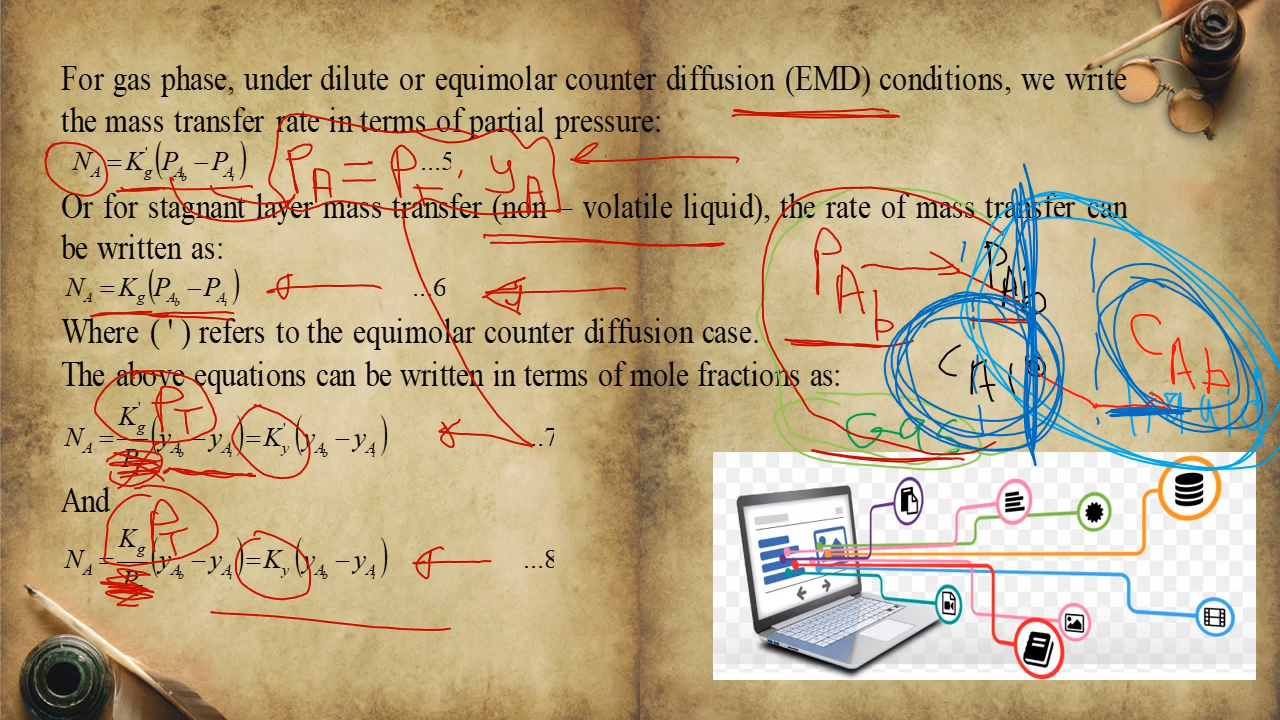 For gas phase, under dilute or equimolar counter diffusion (EMD) conditions, we write
the mass transfer rate in terms of partial pressure:
N_A = K_g' (P_Ab – P_Ai) ...5
P_A = P_T . y_A
Or for stagnant layer mass transfer (non – volatile liquid), the rate of mass transfer can
be written as:
N_A = K_g (P_Ab – P_Ai) ...6
Where ( ' ) refers to the equimolar counter diffusion case.
The above equations can be written in terms of mole fractions as:
P_T
N_A = K_g' (y_Ab – y_Ai) = K_y' (y_Ab – y_Ai) ...7
And
P_T
N_A = K_g (y_Ab – y_Ai) = K_y (y_Ab – y_Ai) ...8
P_Ab
P_Ai
C_Ai
C_Ab
Gas